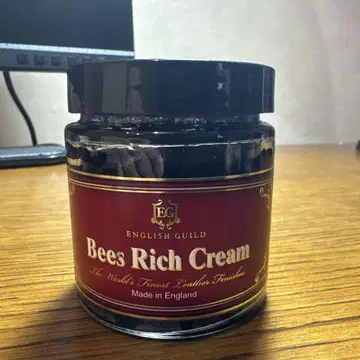 EG
ENGLISH GUILD
Bees Rich Cream
The World's Finest Leather Finishes
Made in England